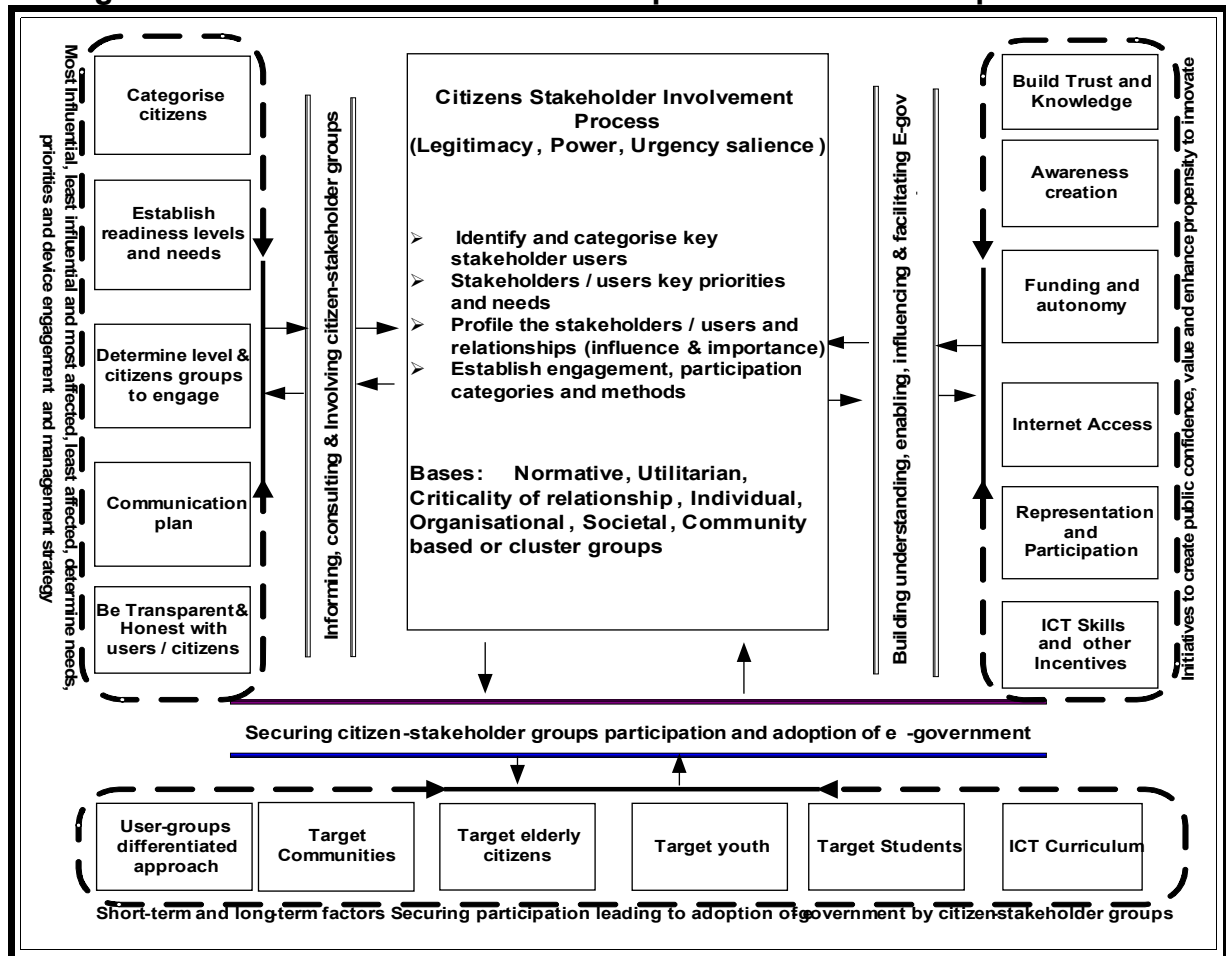 Most Influential, least influential and most affected, least affected, determine needs,
priorities and device engagement and management strategy
Categorise
citizens
Establish
readiness levels
and needs
Determine level &
citizens groups
to engage
Communication
plan
Be Transparent &
Honest with
users / citizens
Informing, consulting & Involving citizen-stakeholder groups
Citizens Stakeholder Involvement
Process
(Legitimacy, Power, Urgency salience)
➢ Identify and categorise key
stakeholder users
➢ Stakeholders / users key priorities
and needs
➢ Profile the stakeholders / users and
relationships (influence & importance)
➢ Establish engagement, participation
categories and methods
Bases: Normative, Utilitarian,
Criticality of relationship, Individual,
Organisational, Societal, Community
based or cluster groups
Building understanding, enabling, influencing & facilitating E-gov
Build Trust and
Knowledge
Awareness
creation
Funding and
autonomy
Internet Access
Representation
and
Participation
ICT Skills
and other
Incentives
Initiatives to create public confidence, value and enhance propensity to innovate
Securing citizen-stakeholder groups participation and adoption of e -government
User-groups
differentiated
approach
Target
Communities
Target elderly
citizens
Target youth
Target Students
ICT Curriculum
Short-term and long-term factors Securing participation leading to adoption of e-government by citizen-stakeholder groups